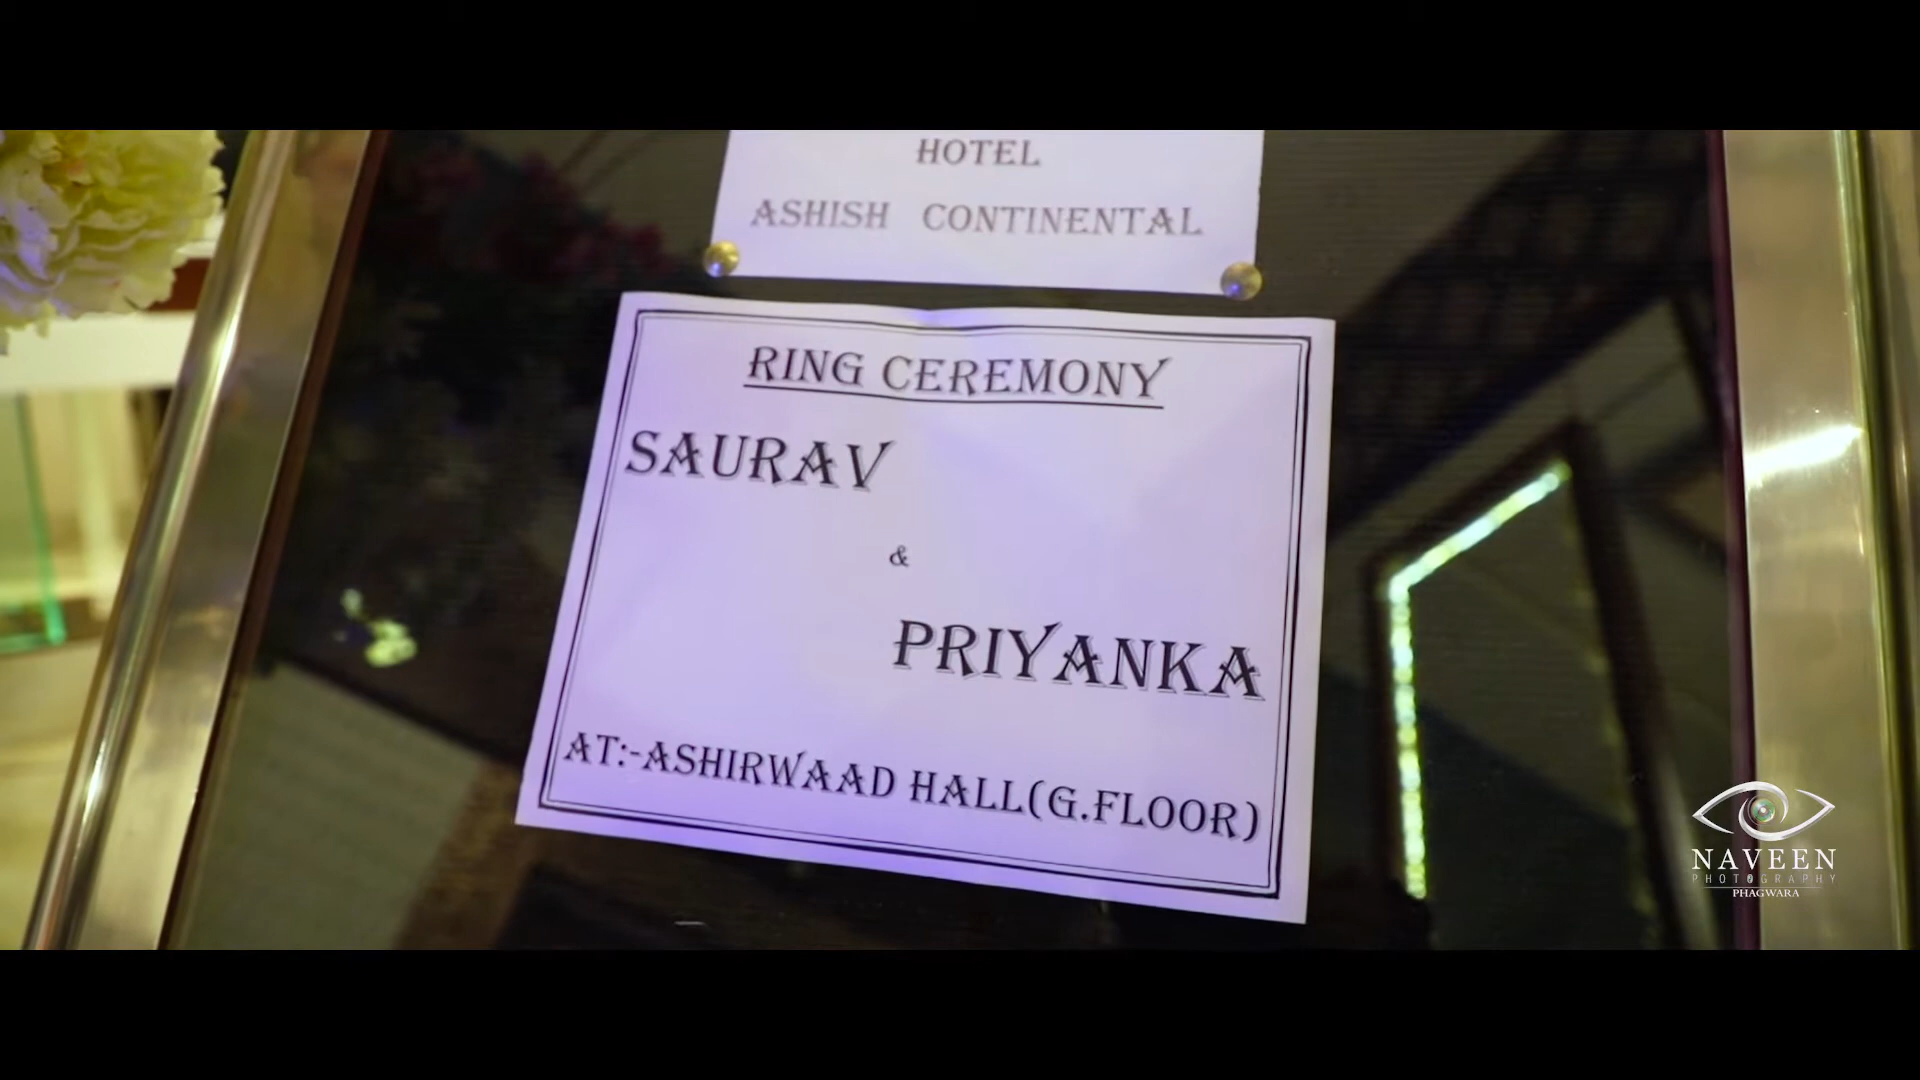 HOTEL
ASHISH CONTINENTAL
RING CEREMONY
SAURAV
&
PRIYANKA
AT:-ASHIRWAAD HALL(G.FLOOR)
NAVEEN
PHOTOGRAPHY
PHAGWARA